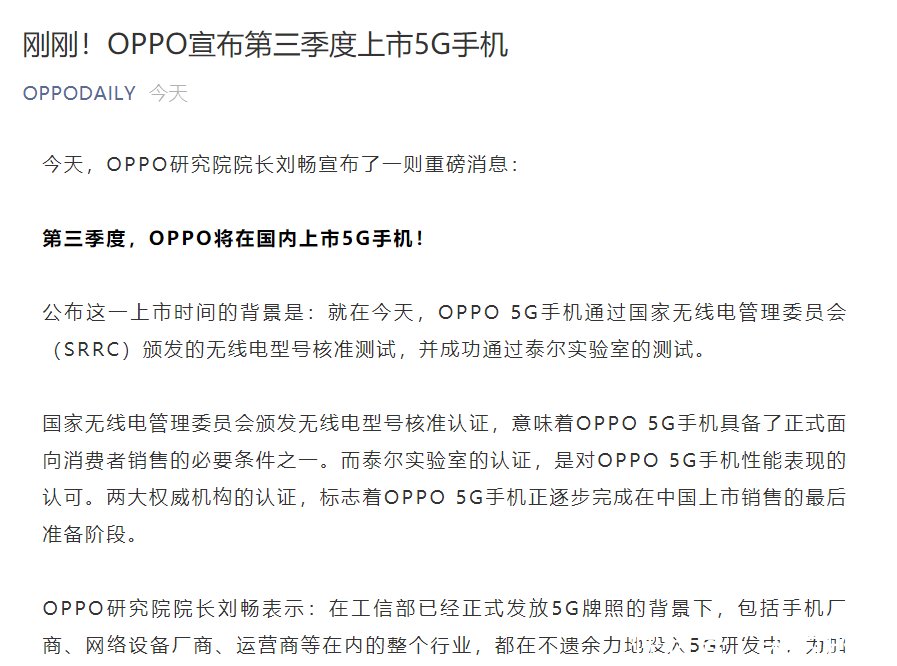 刚刚！OPPO宣布第三季度上市5G手机
OPPODAILY 今天
今天，OPPO研究院院长刘畅宣布了一则重磅消息：
第三季度，OPPO将在国内上市5G手机！
公布这一上市时间的背景是：就在今天，OPPO 5G手机通过国家无线电管理委员会
（SRRC）颁发的无线电型号核准测试，并成功通过泰尔实验室的测试。
国家无线电管理委员会颁发无线电型号核准认证，意味着OPPO 5G手机具备了正式面
向消费者销售的必要条件之一。而泰尔实验室的认证，是对OPPO 5G手机性能表现的
认可。两大权威机构的认证，标志着OPPO 5G手机正逐步完成在中国上市销售的最后
准备阶段。
OPPO研究院院长刘畅表示：在工信部已经正式发放5G牌照的背景下，包括手机厂
商、网络设备厂商、运营商等在内的整个行业，都在不遗余力地投入5G研发中，